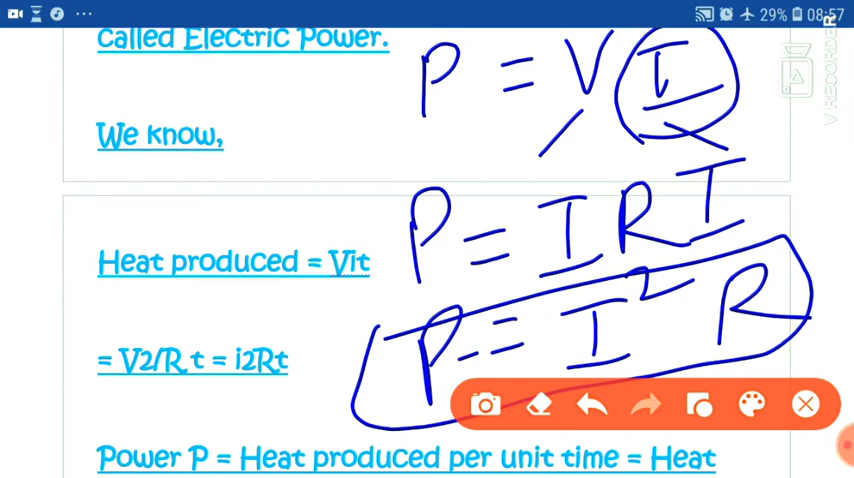 29% 08:57
called Electric Power.
P = VI
We know,
P = IRI
Heat produced = Vit
P = I² R
= V2/R t = i2Rt
Power P = Heat produced per unit time = Heat
V RECORDER